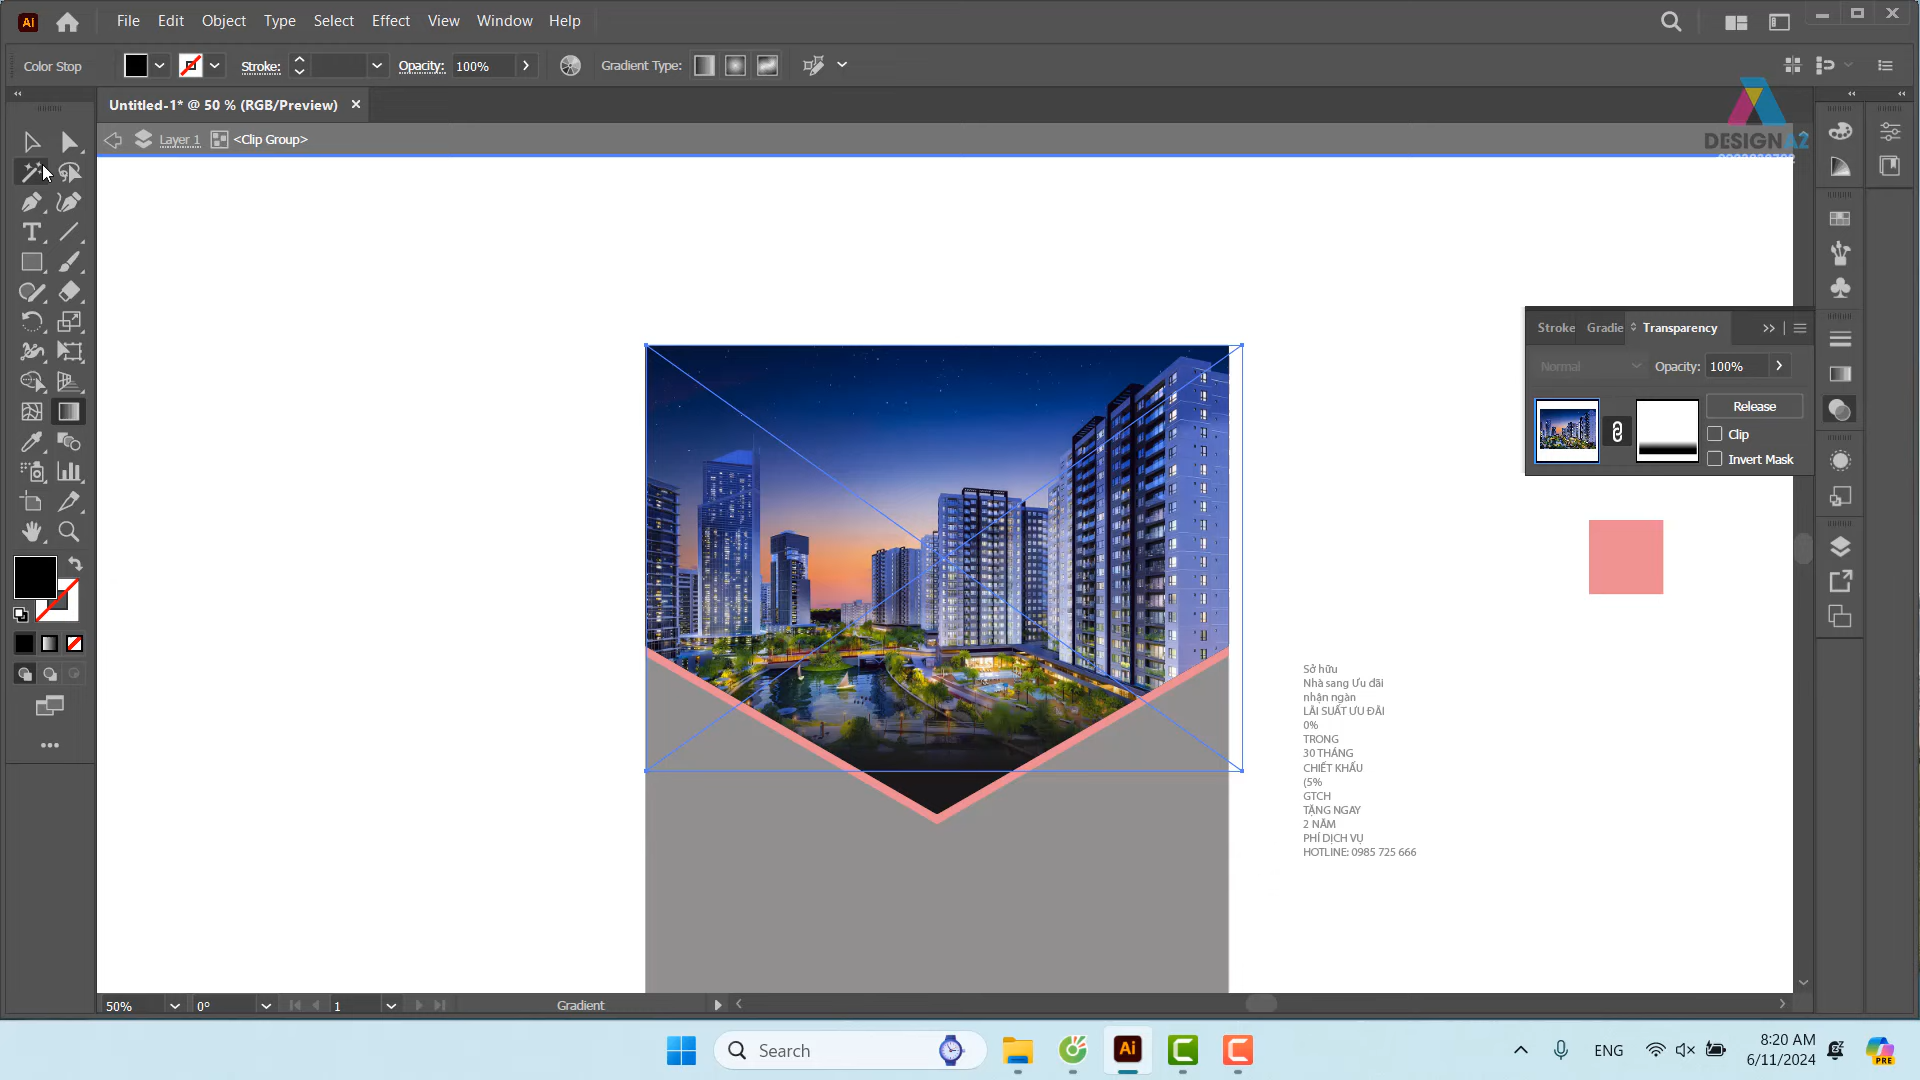 Ai File Edit Object Type Select Effect View Window Help
Color Stop Stroke: Opacity: 100% Gradient Type:
Untitled-1* @ 50 % (RGB/Preview)
Layer 1 <Clip Group>
DESIGN AZ
Stroke Gradie Transparency
Normal Opacity: 100%
Release
Clip
Invert Mask
T
Sở hữu
Nhà sang Ưu đãi
nhận ngàn
LÃI SUẤT ƯU ĐÃI
0%
TRONG
30 THÁNG
CHIẾT KHẤU
(5%
GTCH
TẶNG NGAY
2 NĂM
PHÍ DỊCH VỤ
HOTLINE: 0985 725 666
50% 0° 1 Gradient
Search
Ai
ENG
8:20 AM
6/11/2024
PRE